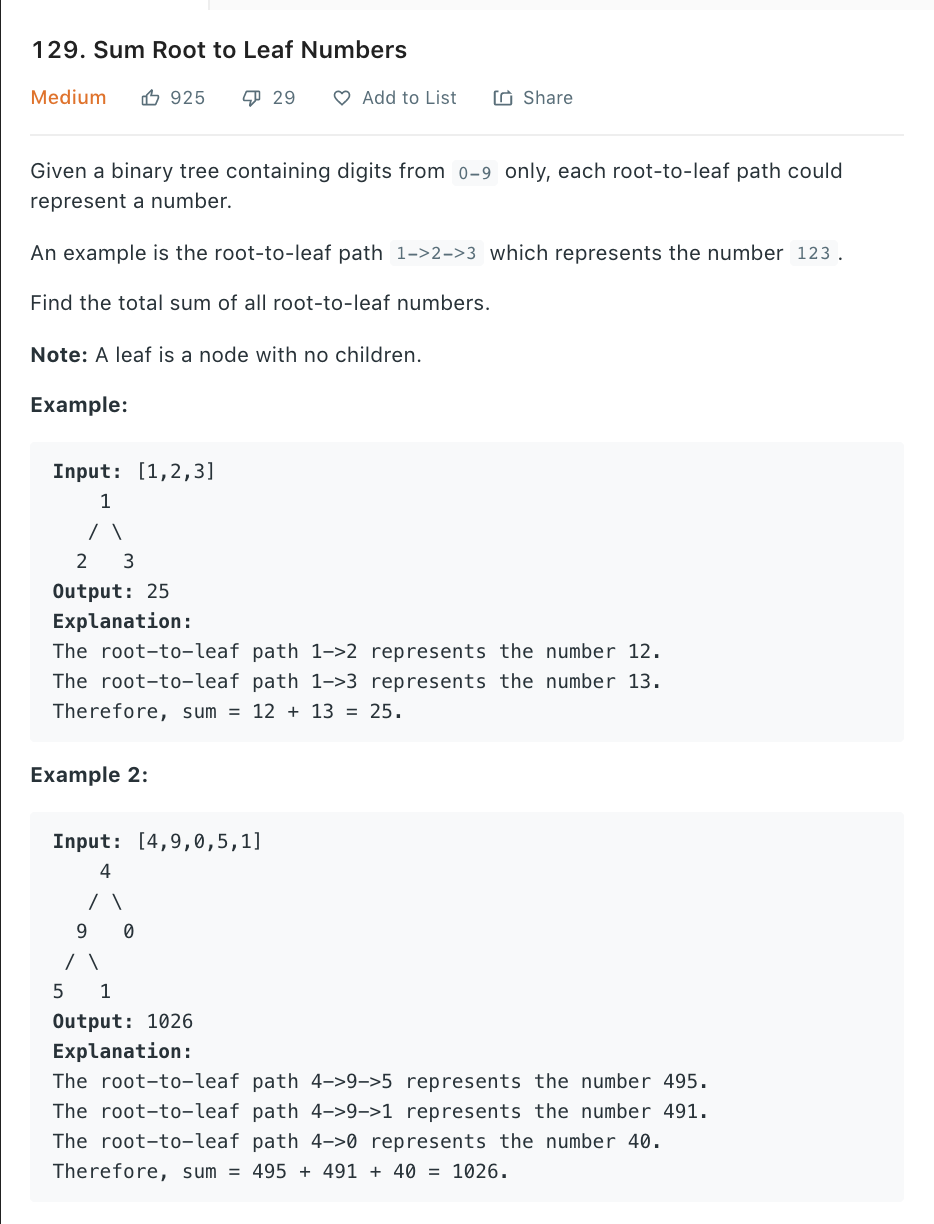 129. Sum Root to Leaf Numbers
Medium 925 29 Add to List Share
Given a binary tree containing digits from 0-9 only, each root-to-leaf path could
represent a number.
An example is the root-to-leaf path 1->2->3 which represents the number 123.
Find the total sum of all root-to-leaf numbers.
Note: A leaf is a node with no children.
Example:
Input: [1,2,3]
    1
   / \
  2   3
Output: 25
Explanation:
The root-to-leaf path 1->2 represents the number 12.
The root-to-leaf path 1->3 represents the number 13.
Therefore, sum = 12 + 13 = 25.
Example 2:
Input: [4,9,0,5,1]
    4
   / \
  9   0
 / \
5   1
Output: 1026
Explanation:
The root-to-leaf path 4->9->5 represents the number 495.
The root-to-leaf path 4->9->1 represents the number 491.
The root-to-leaf path 4->0 represents the number 40.
Therefore, sum = 495 + 491 + 40 = 1026.